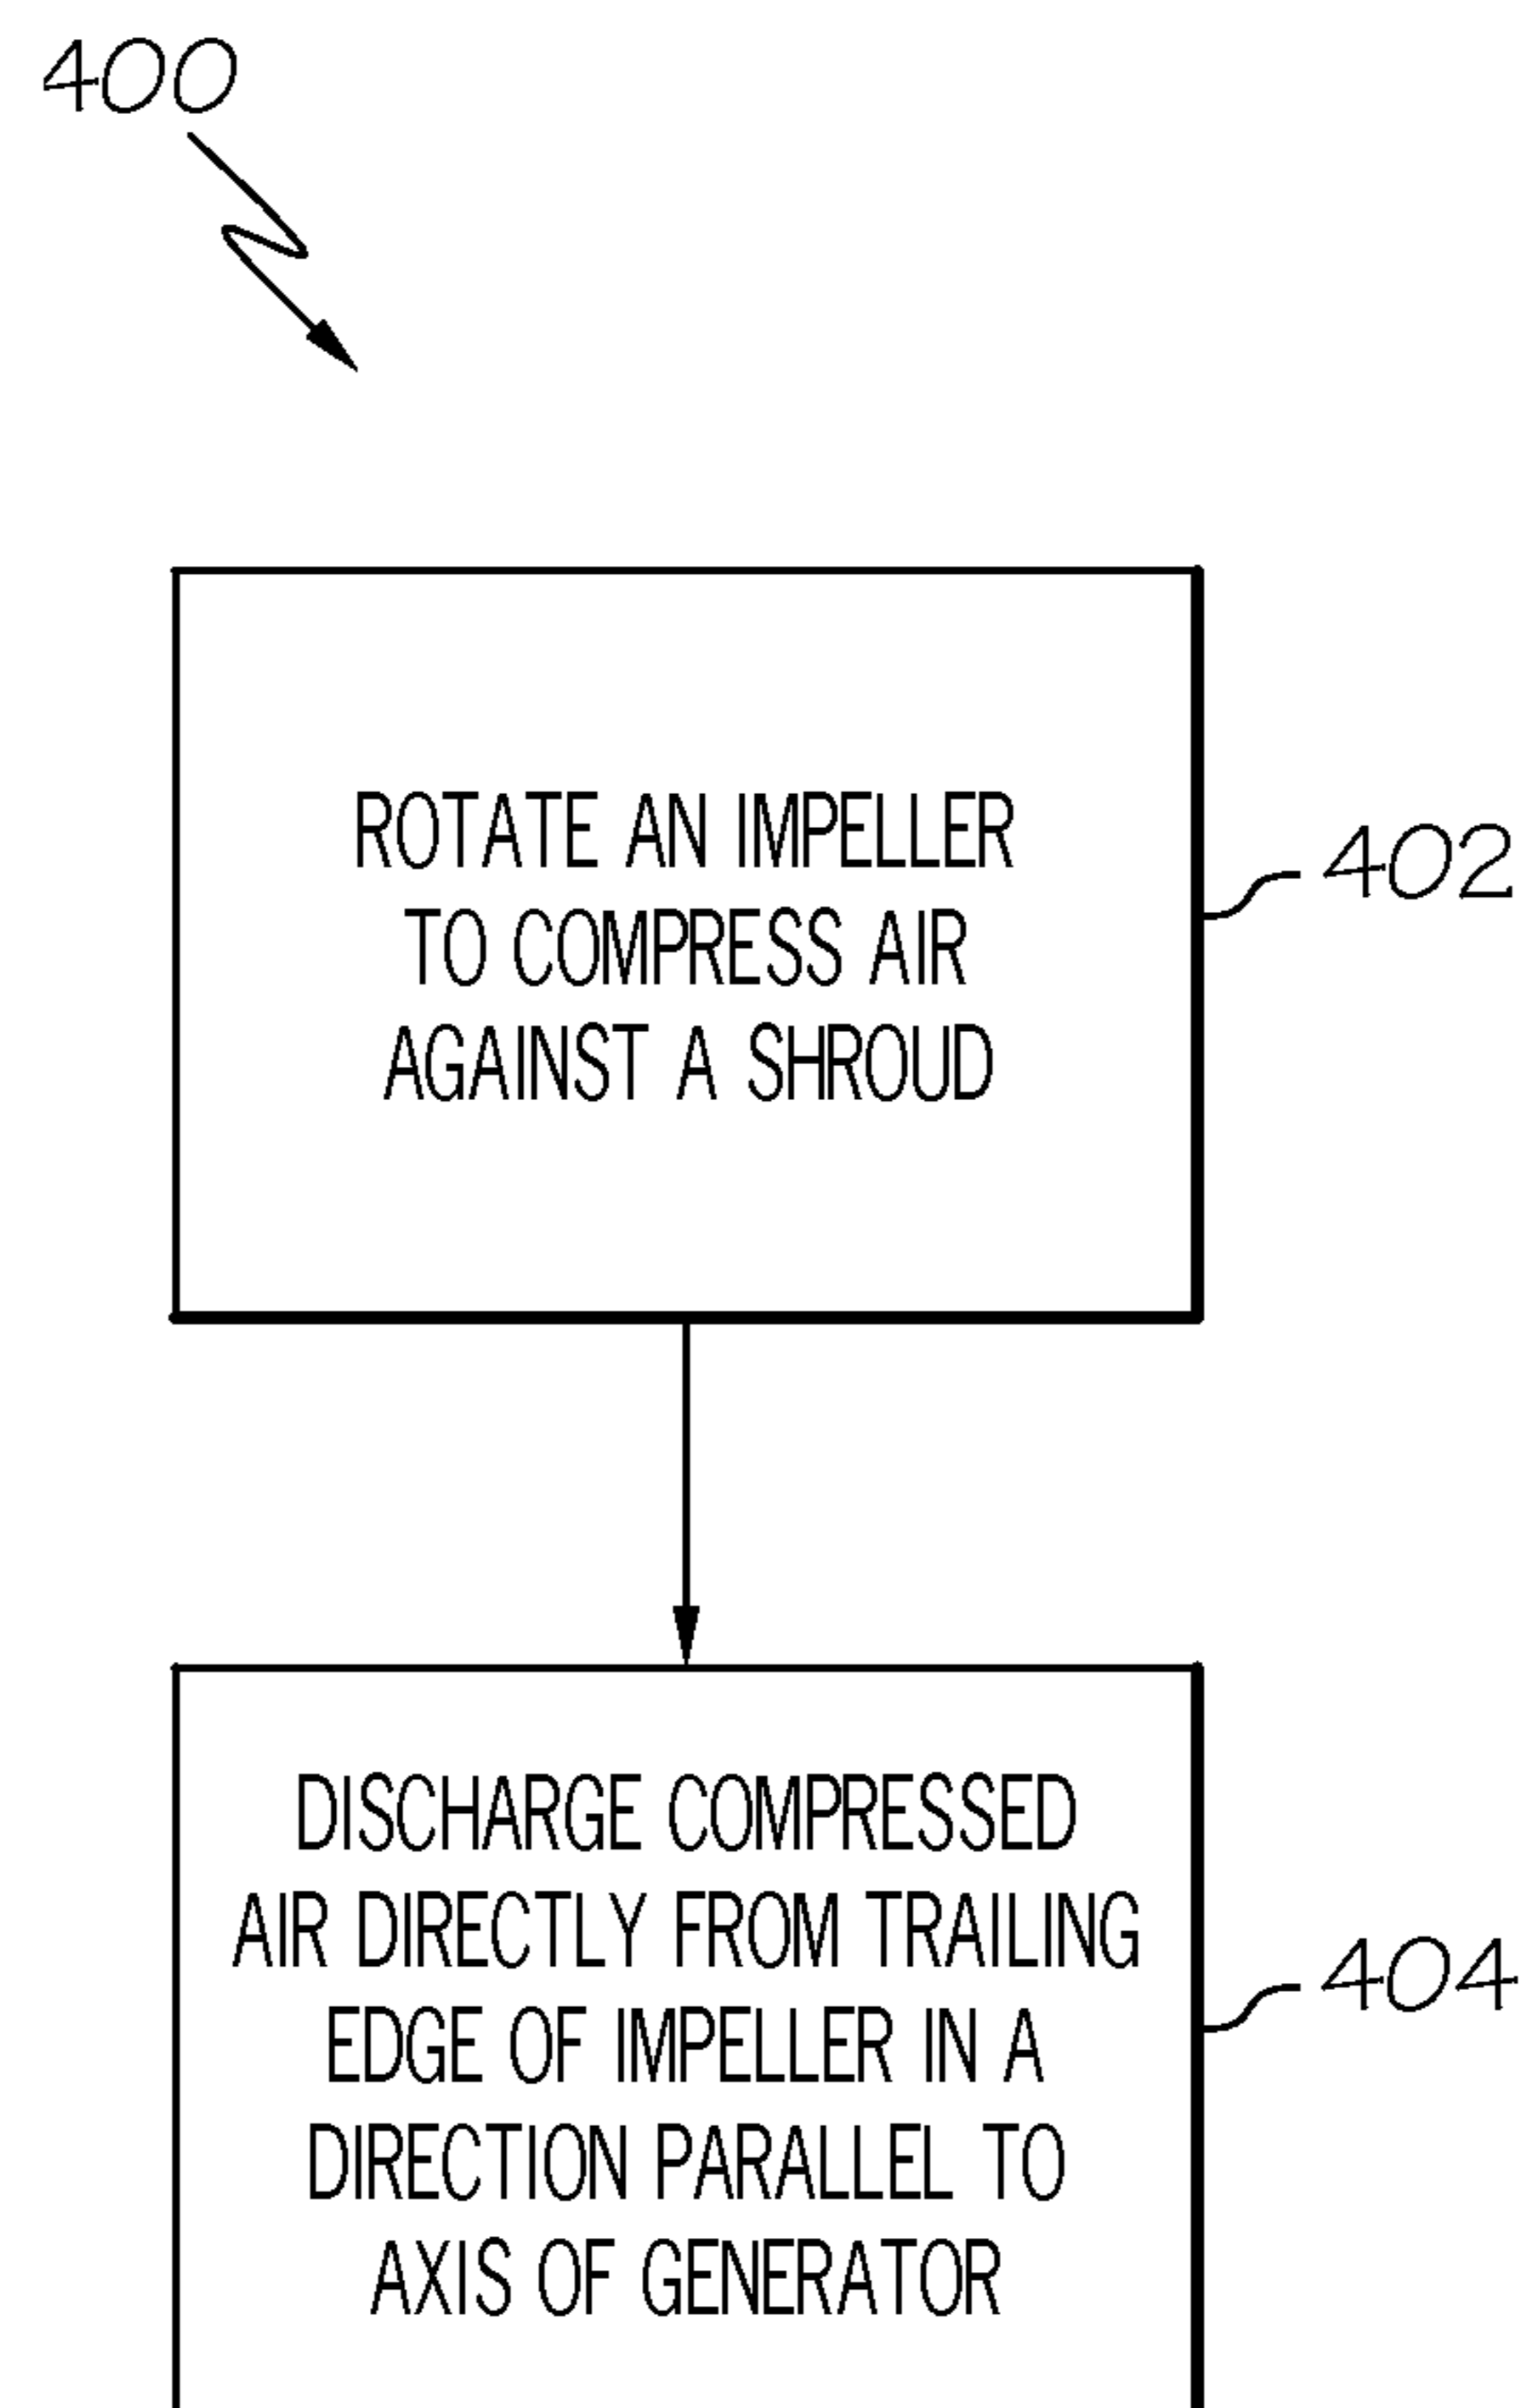 400
ROTATE AN IMPELLER
TO COMPRESS AIR
AGAINST A SHROUD
402
DISCHARGE COMPRESSED
AIR DIRECTLY FROM TRAILING
EDGE OF IMPELLER IN A
DIRECTION PARALLEL TO
AXIS OF GENERATOR
404